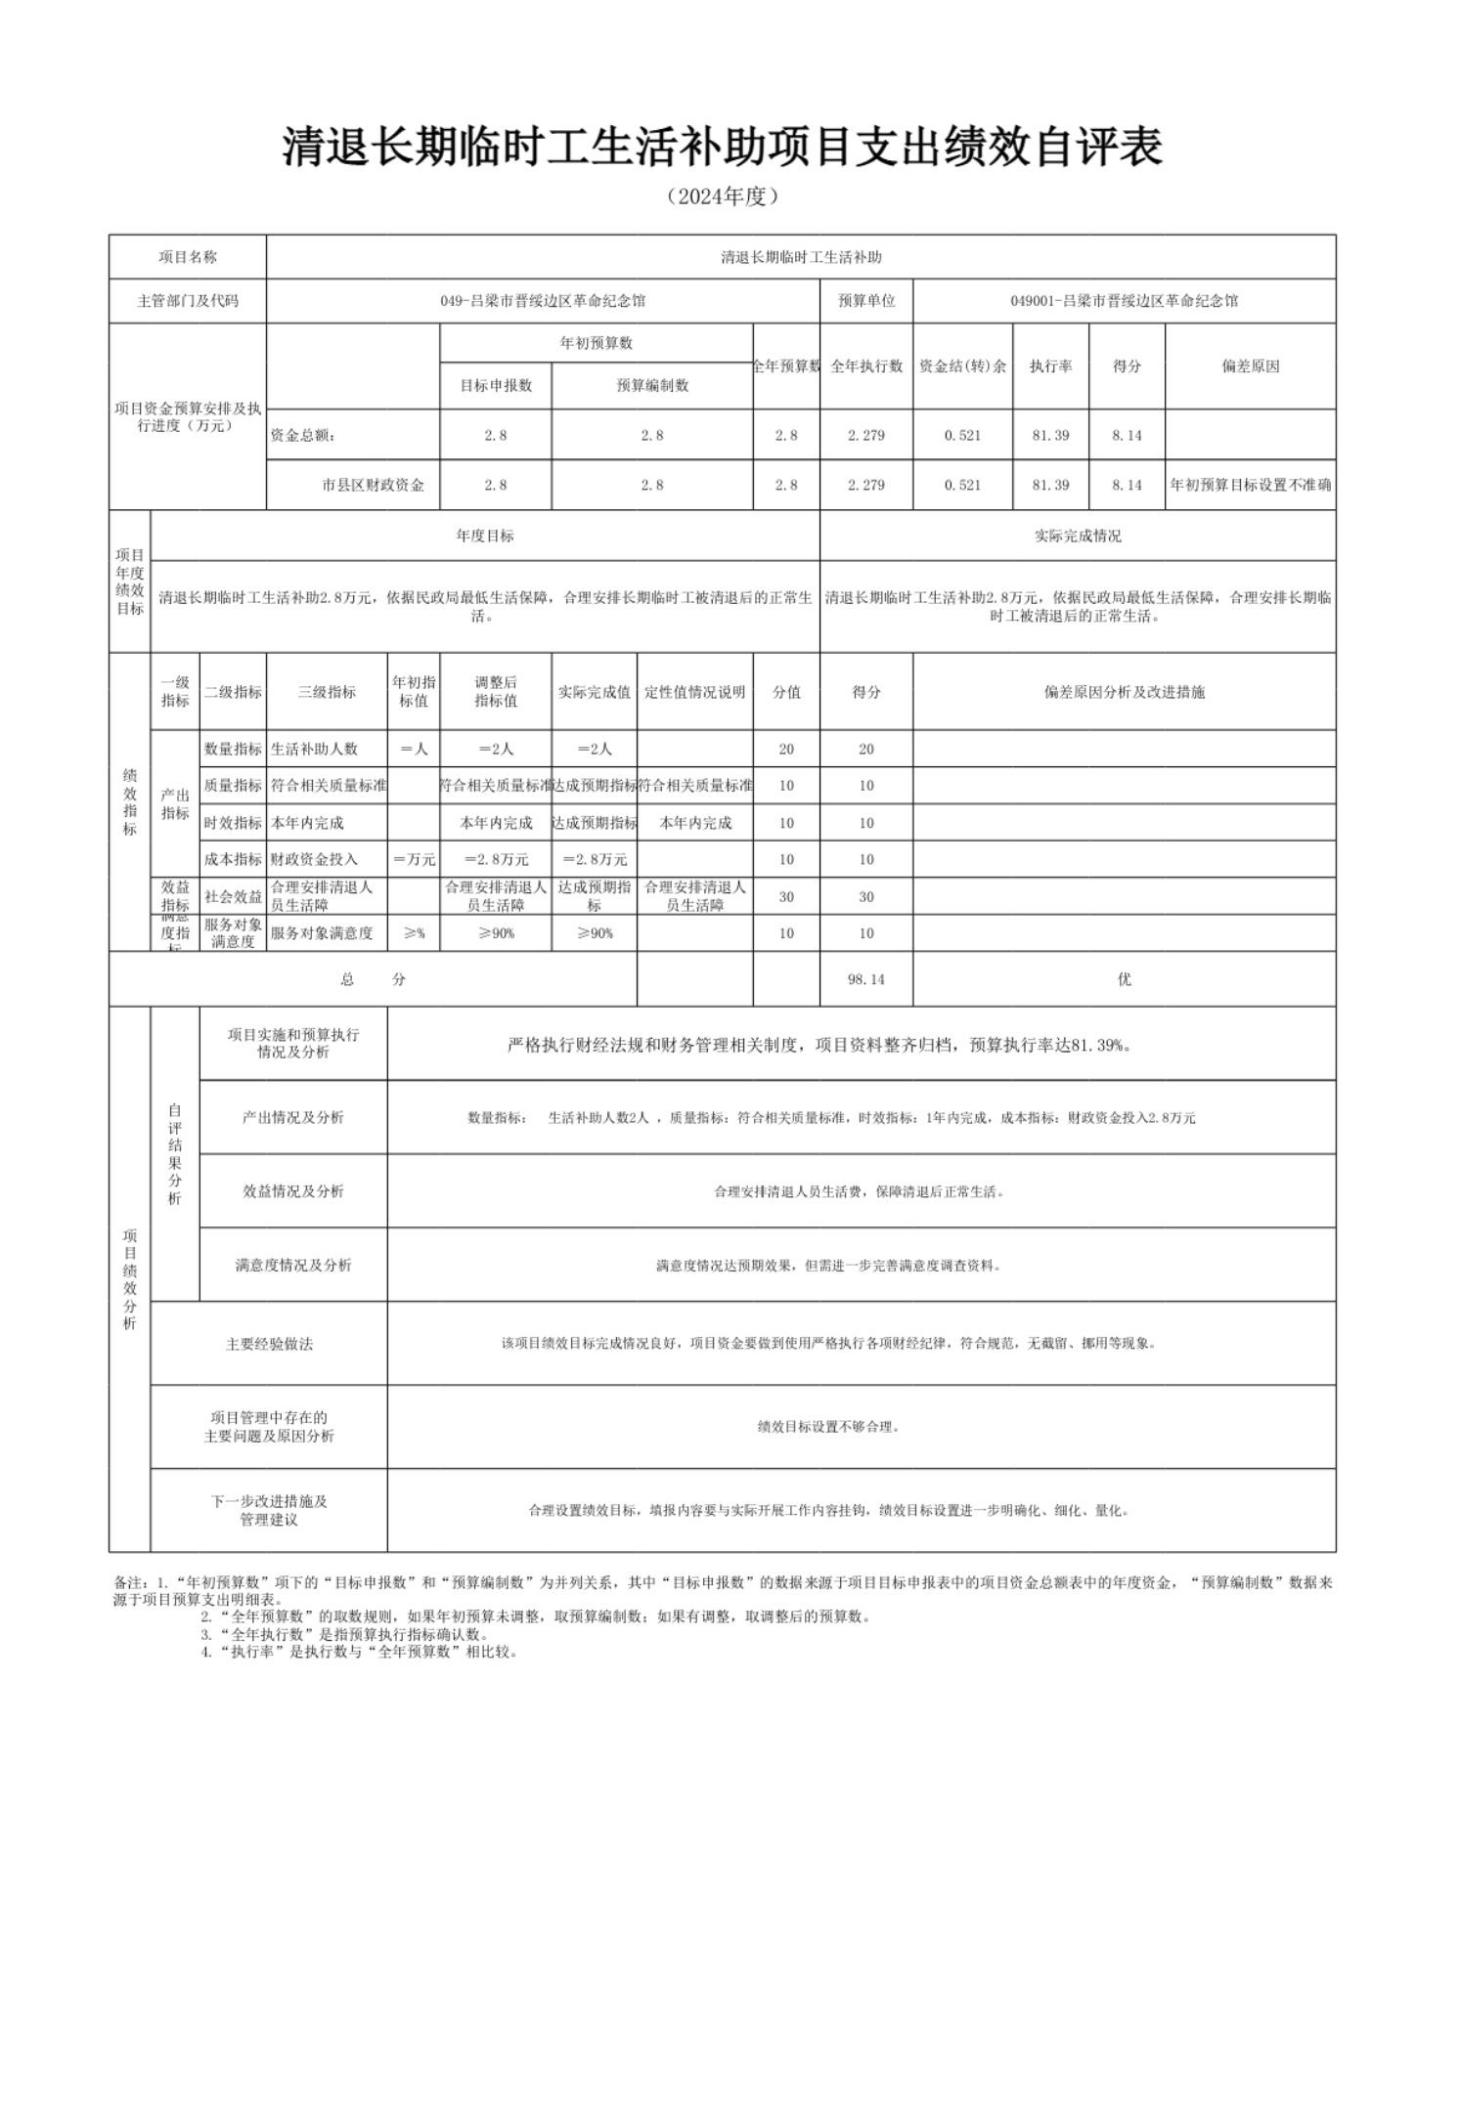 清退长期临时工生活补助项目支出绩效自评表
（2024年度）
项目名称 清退长期临时工生活补助
主管部门及代码 049-吕梁市晋绥边区革命纪念馆 预算单位 049001-吕梁市晋绥边区革命纪念馆
项目资金预算安排及执
行进度（万元）
年初预算数 全年预算数 全年执行数 资金结(转)余 执行率 得分 偏差原因
目标申报数 预算编制数
资金总额： 2.8 2.8 2.8 2.279 0.521 81.39 8.14
市县区财政资金 2.8 2.8 2.8 2.279 0.521 81.39 8.14 年初预算目标设置不准确
项目
年度
绩效
目标
年度目标 实际完成情况
清退长期临时工生活补助2.8万元，依据民政局最低生活保障，合理安排长期临时工被清退后的正常生
活。
清退长期临时工生活补助2.8万元，依据民政局最低生活保障，合理安排长期临
时工被清退后的正常生活。
绩
效
指
标
一级
指标
二级指标 三级指标
年初指
标值
调整后
指标值
实际完成值 定性值情况说明 分值 得分 偏差原因分析及改进措施
产出
指标
数量指标 生活补助人数 ＝人 ＝2人 ＝2人 20 20
质量指标 符合相关质量标准 符合相关质量标准 达成预期指标 符合相关质量标准 10 10
时效指标 本年内完成 本年内完成 达成预期指标 本年内完成 10 10
成本指标 财政资金投入 ＝万元 ＝2.8万元 ＝2.8万元 10 10
效益
指标
社会效益
合理安排清退人
员生活障
合理安排清退人
员生活障
达成预期指
标
合理安排清退人
员生活障
30 30
满意
度指
标
服务对象
满意度
服务对象满意度 ≥% ≥90% ≥90% 10 10
总 分 98.14 优
项
目
绩
效
分
析
自
评
结
果
分
析
项目实施和预算执行
情况及分析
严格执行财经法规和财务管理相关制度，项目资料整齐归档，预算执行率达81.39%。
产出情况及分析 数量指标： 生活补助人数2人 ，质量指标：符合相关质量标准，时效指标：1年内完成，成本指标：财政资金投入2.8万元
效益情况及分析 合理安排清退人员生活费，保障清退后正常生活。
满意度情况及分析 满意度情况达预期效果，但需进一步完善满意度调查资料。
主要经验做法 该项目绩效目标完成情况良好，项目资金要做到使用严格执行各项财经纪律，符合规范，无截留、挪用等现象。
项目管理中存在的
主要问题及原因分析
绩效目标设置不够合理。
下一步改进措施及
管理建议
合理设置绩效目标，填报内容要与实际开展工作内容挂钩，绩效目标设置进一步明确化、细化、量化。
备注：1.“年初预算数”项下的“目标申报数”和“预算编制数”为并列关系，其中“目标申报数”的数据来源于项目目标申报表中的项目资金总额表中的年度资金，“预算编制数”数据来
源于项目预算支出明细表。
2.“全年预算数”的取数规则，如果年初预算未调整，取预算编制数；如果有调整，取调整后的预算数。
3.“全年执行数”是指预算执行指标确认数。
4.“执行率”是执行数与“全年预算数”相比较。